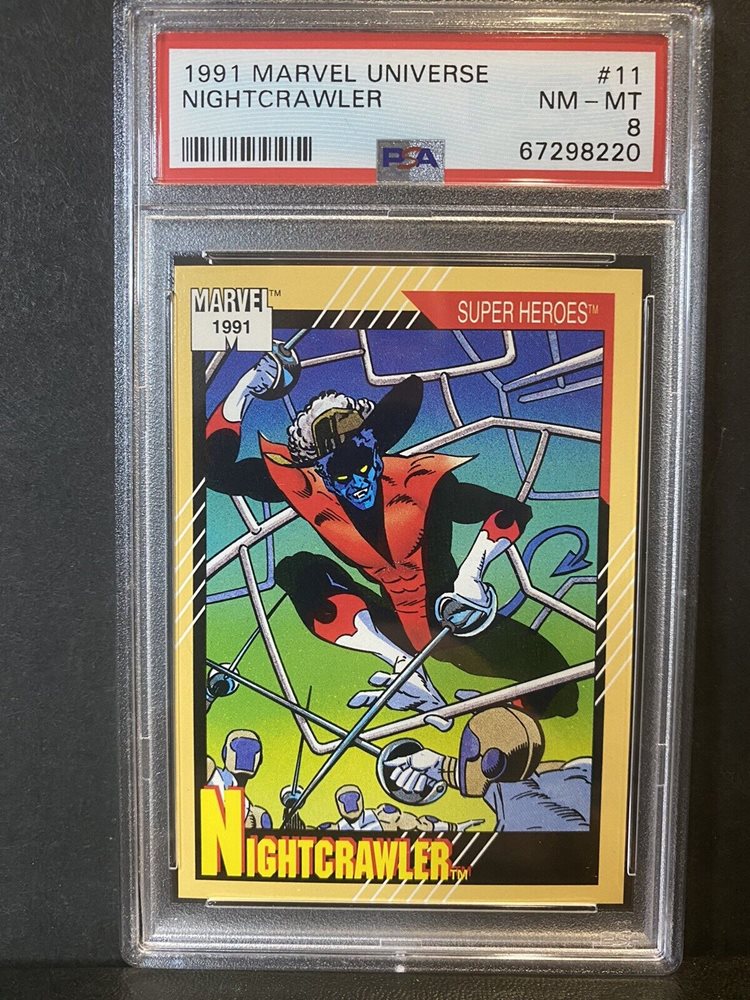 1991 MARVEL UNIVERSE #11
NIGHTCRAWLER NM - MT
8
PSA 67298220
MARVEL™
1991
SUPER HEROES™
NIGHTCRAWLER™